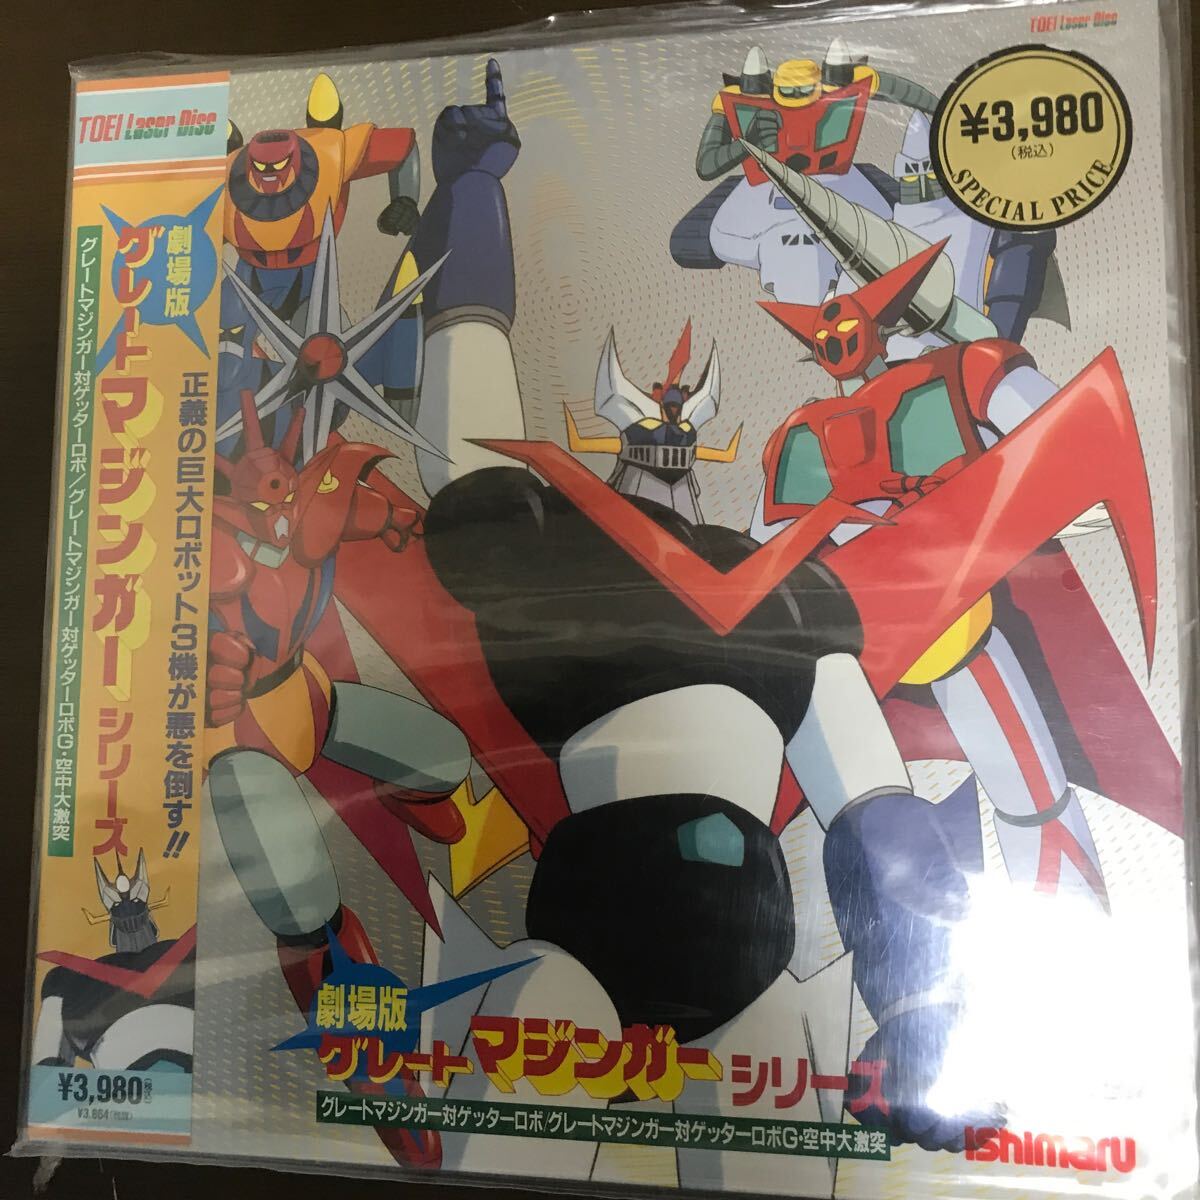 TOEI Laser Disc
劇場版
グレートマジンガーシリーズ
グレートマジンガー対ゲッターロボ/グレートマジンガー対ゲッターロボG・空中大激突
正義の巨大ロボット3機が悪を倒す!!
¥3,980(税込)
¥3,864(税抜)
TOEI Laser Disc
¥3,980
(税込)
SPECIAL PRICE
劇場版
グレートマジンガーシリーズ
グレートマジンガー対ゲッターロボ/グレートマジンガー対ゲッターロボG・空中大激突
ishimaru